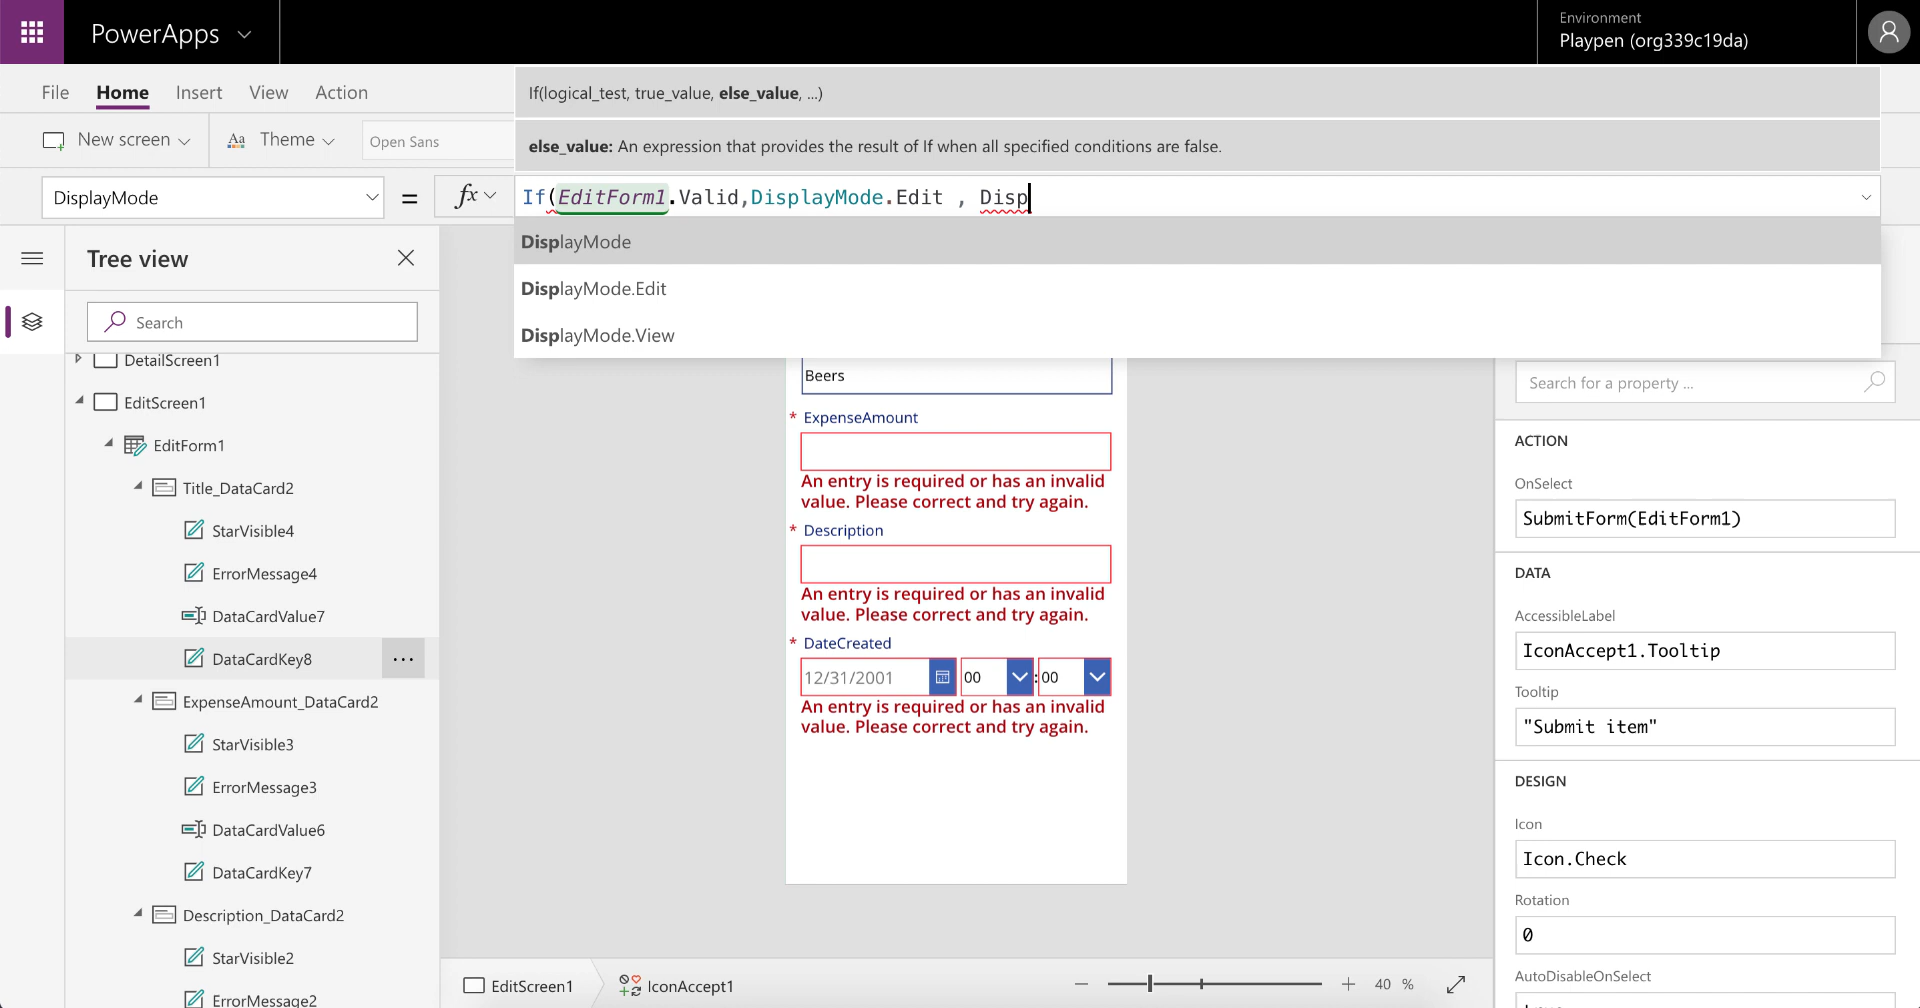 PowerApps
Environment
Playpen (org339c19da)
File Home Insert View Action
If(logical_test, true_value, else_value, ...)
New screen Theme Open Sans
else_value: An expression that provides the result of If when all specified conditions are false.
DisplayMode = fx If(EditForm1.Valid,DisplayMode.Edit , Disp
DisplayMode
DisplayMode.Edit
DisplayMode.View
Tree view
Search
DetailScreen1
EditScreen1
EditForm1
Title_DataCard2
StarVisible4
ErrorMessage4
DataCardValue7
DataCardKey8 ...
ExpenseAmount_DataCard2
StarVisible3
ErrorMessage3
DataCardValue6
DataCardKey7
Description_DataCard2
StarVisible2
ErrorMessage2
Beers
* ExpenseAmount
An entry is required or has an invalid
value. Please correct and try again.
* Description
An entry is required or has an invalid
value. Please correct and try again.
* DateCreated
12/31/2001 00 : 00
An entry is required or has an invalid
value. Please correct and try again.
EditScreen1 IconAccept1
40 %
Search for a property ...
ACTION
OnSelect
SubmitForm(EditForm1)
DATA
AccessibleLabel
IconAccept1.Tooltip
Tooltip
"Submit item"
DESIGN
Icon
Icon.Check
Rotation
0
AutoDisableOnSelect